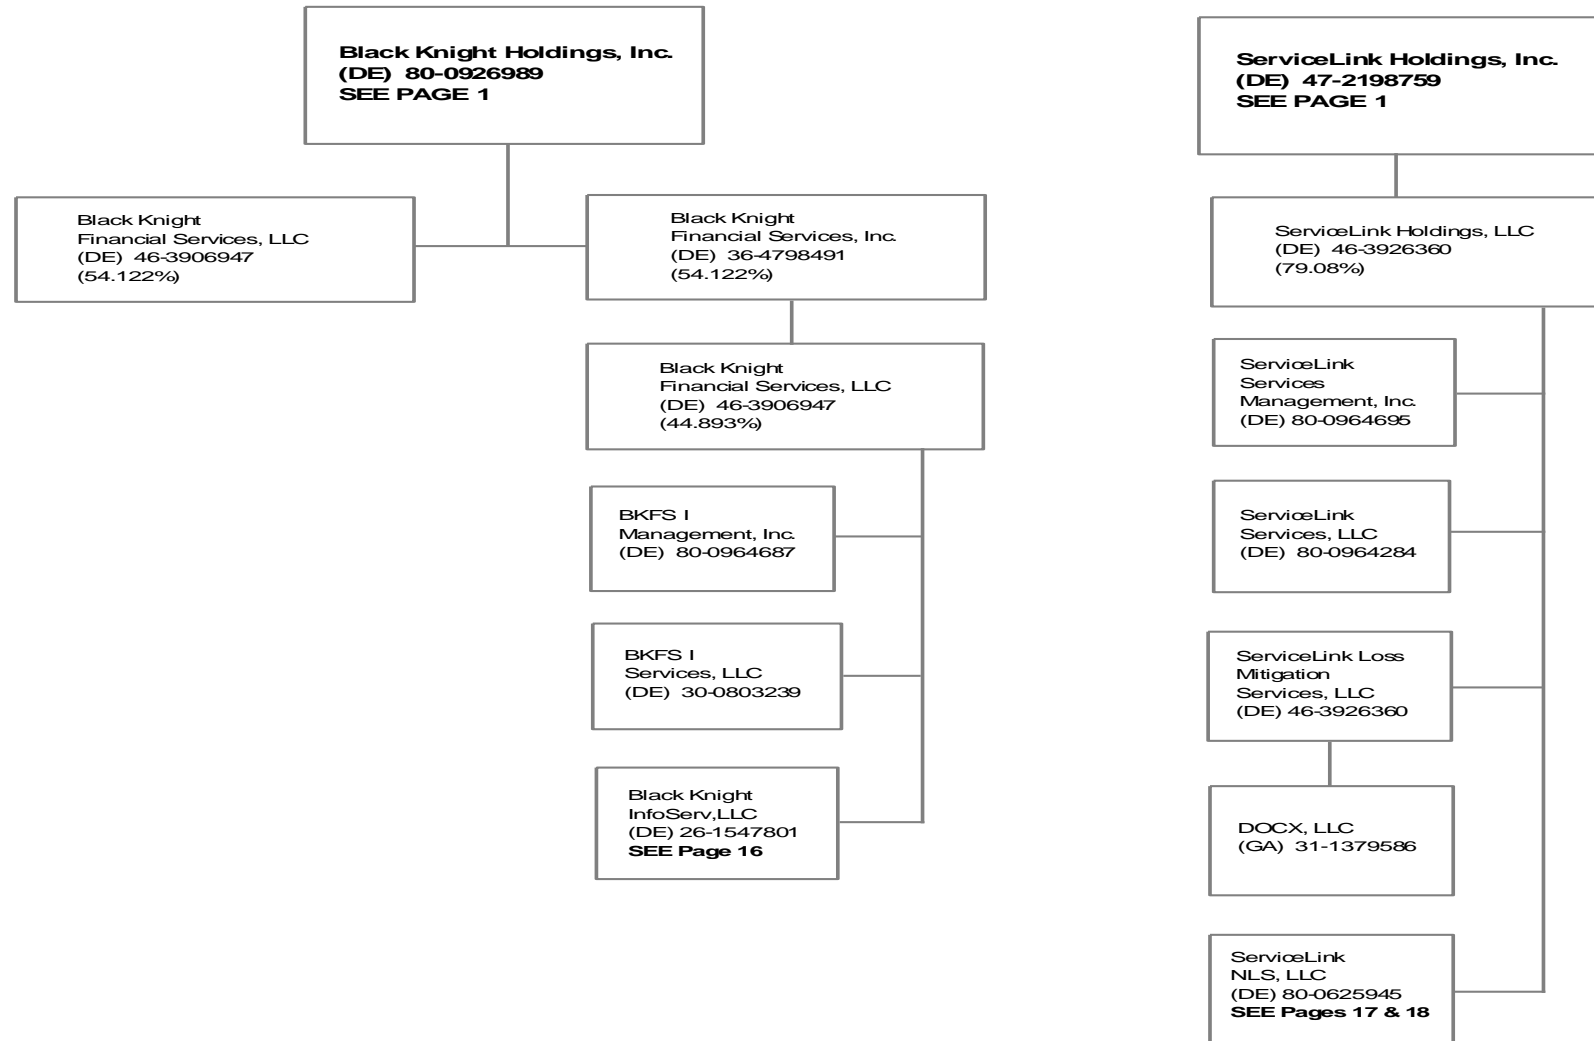 Black Knight Holdings, Inc.
(DE) 80-0926989
SEE PAGE 1
Black Knight
Financial Services, LLC
(DE) 46-3906947
(54.122%)
Black Knight
Financial Services, Inc.
(DE) 36-4798491
(54.122%)
Black Knight
Financial Services, LLC
(DE) 46-3906947
(44.893%)
BKFS I
Management, Inc.
(DE) 80-0964687
BKFS I
Services, LLC
(DE) 30-0803239
Black Knight
InfoServ,LLC
(DE) 26-1547801
SEE Page 16
ServiceLink Holdings, Inc.
(DE) 47-2198759
SEE PAGE 1
ServiceLink Holdings, LLC
(DE) 46-3926360
(79.08%)
ServiceLink
Services
Management, Inc.
(DE) 80-0964695
ServiceLink
Services, LLC
(DE) 80-0964284
ServiceLink Loss
Mitigation
Services, LLC
(DE) 46-3926360
DOCX, LLC
(GA) 31-1379586
ServiceLink
NLS, LLC
(DE) 80-0625945
SEE Pages 17 & 18